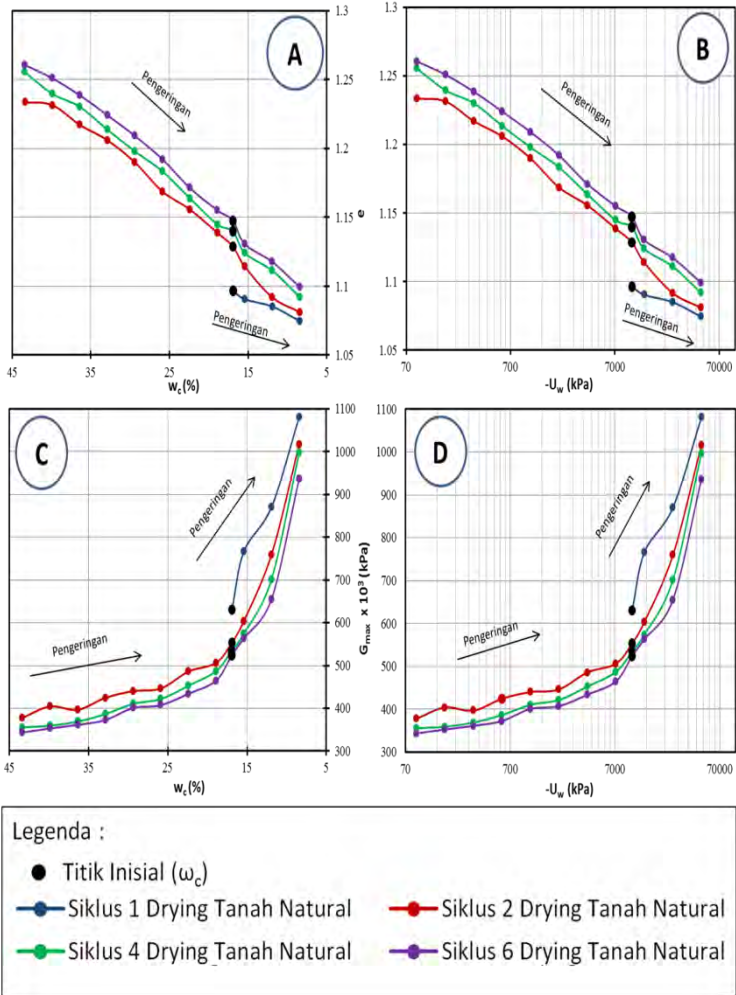 1.3
1.25
1.2
1.15
1.1
1.05
e
A
Pengeringan
Pengeringan
45 35 25 15 5
w_c (%)
1.3
1.25
1.2
1.15
1.1
1.05
B
Pengeringan
Pengeringan
70 700 7000 70000
-U_w (kPa)
1100
1000
900
800
700
600
500
400
300
G_max x 10³ (kPa)
C
Pengeringan
Pengeringan
45 35 25 15 5
w_c (%)
1100
1000
900
800
700
600
500
400
300
D
Pengeringan
Pengeringan
70 700 7000 70000
-U_w (kPa)
Legenda :
Titik Inisial (ω_c)
Siklus 1 Drying Tanah Natural Siklus 2 Drying Tanah Natural
Siklus 4 Drying Tanah Natural Siklus 6 Drying Tanah Natural